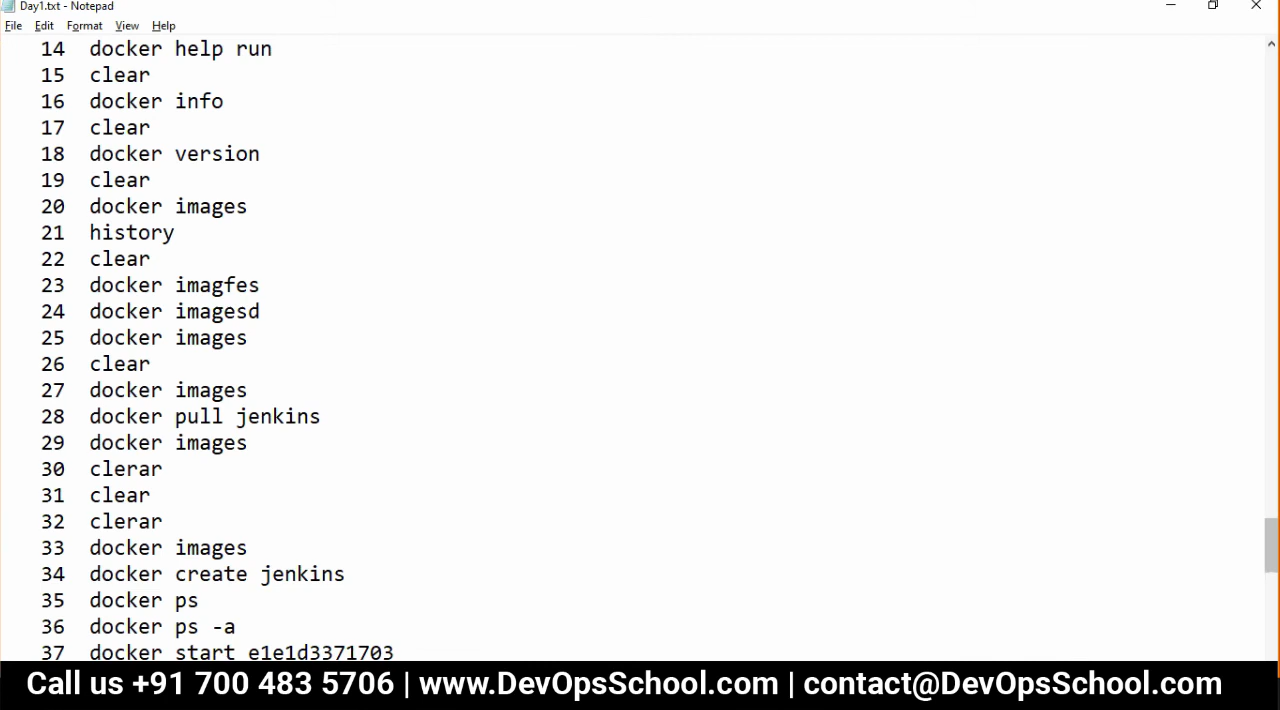 Day1.txt - Notepad
File Edit Format View Help
14 docker help run
15 clear
16 docker info
17 clear
18 docker version
19 clear
20 docker images
21 history
22 clear
23 docker imagfes
24 docker imagesd
25 docker images
26 clear
27 docker images
28 docker pull jenkins
29 docker images
30 clerar
31 clear
32 clerar
33 docker images
34 docker create jenkins
35 docker ps
36 docker ps -a
37 docker start e1e1d3371703
Call us +91 700 483 5706 | www.DevOpsSchool.com | contact@DevOpsSchool.com